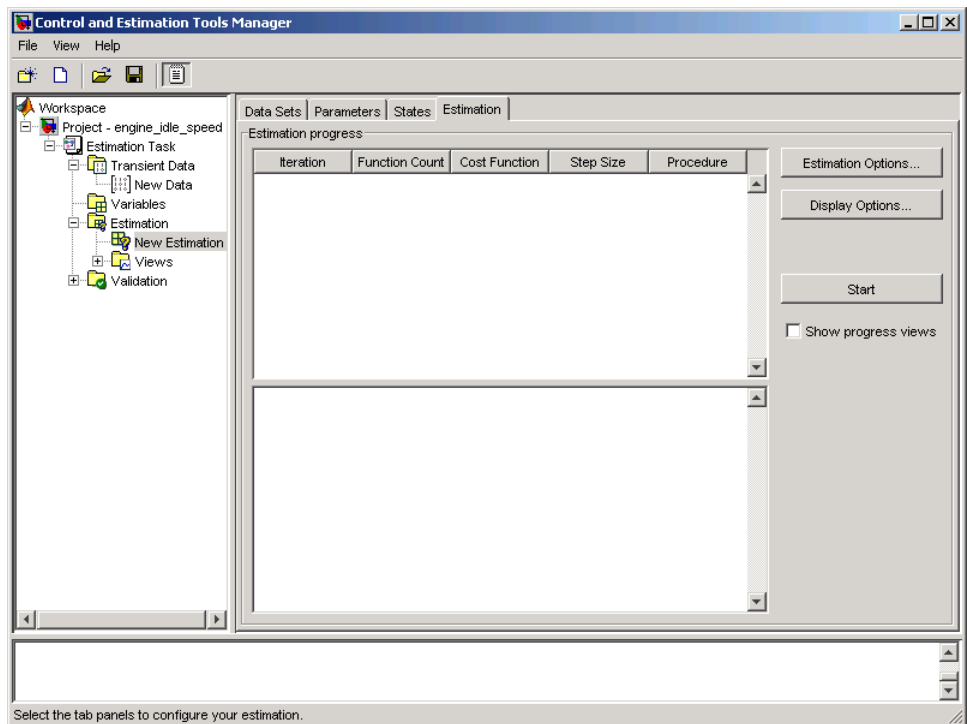 Control and Estimation Tools Manager
File View Help
Workspace
Project - engine_idle_speed
Estimation Task
Transient Data
New Data
Variables
Estimation
New Estimation
Views
Validation
Data Sets Parameters States Estimation
Estimation progress
Iteration Function Count Cost Function Step Size Procedure
Estimation Options...
Display Options...
Start
Show progress views
Select the tab panels to configure your estimation.